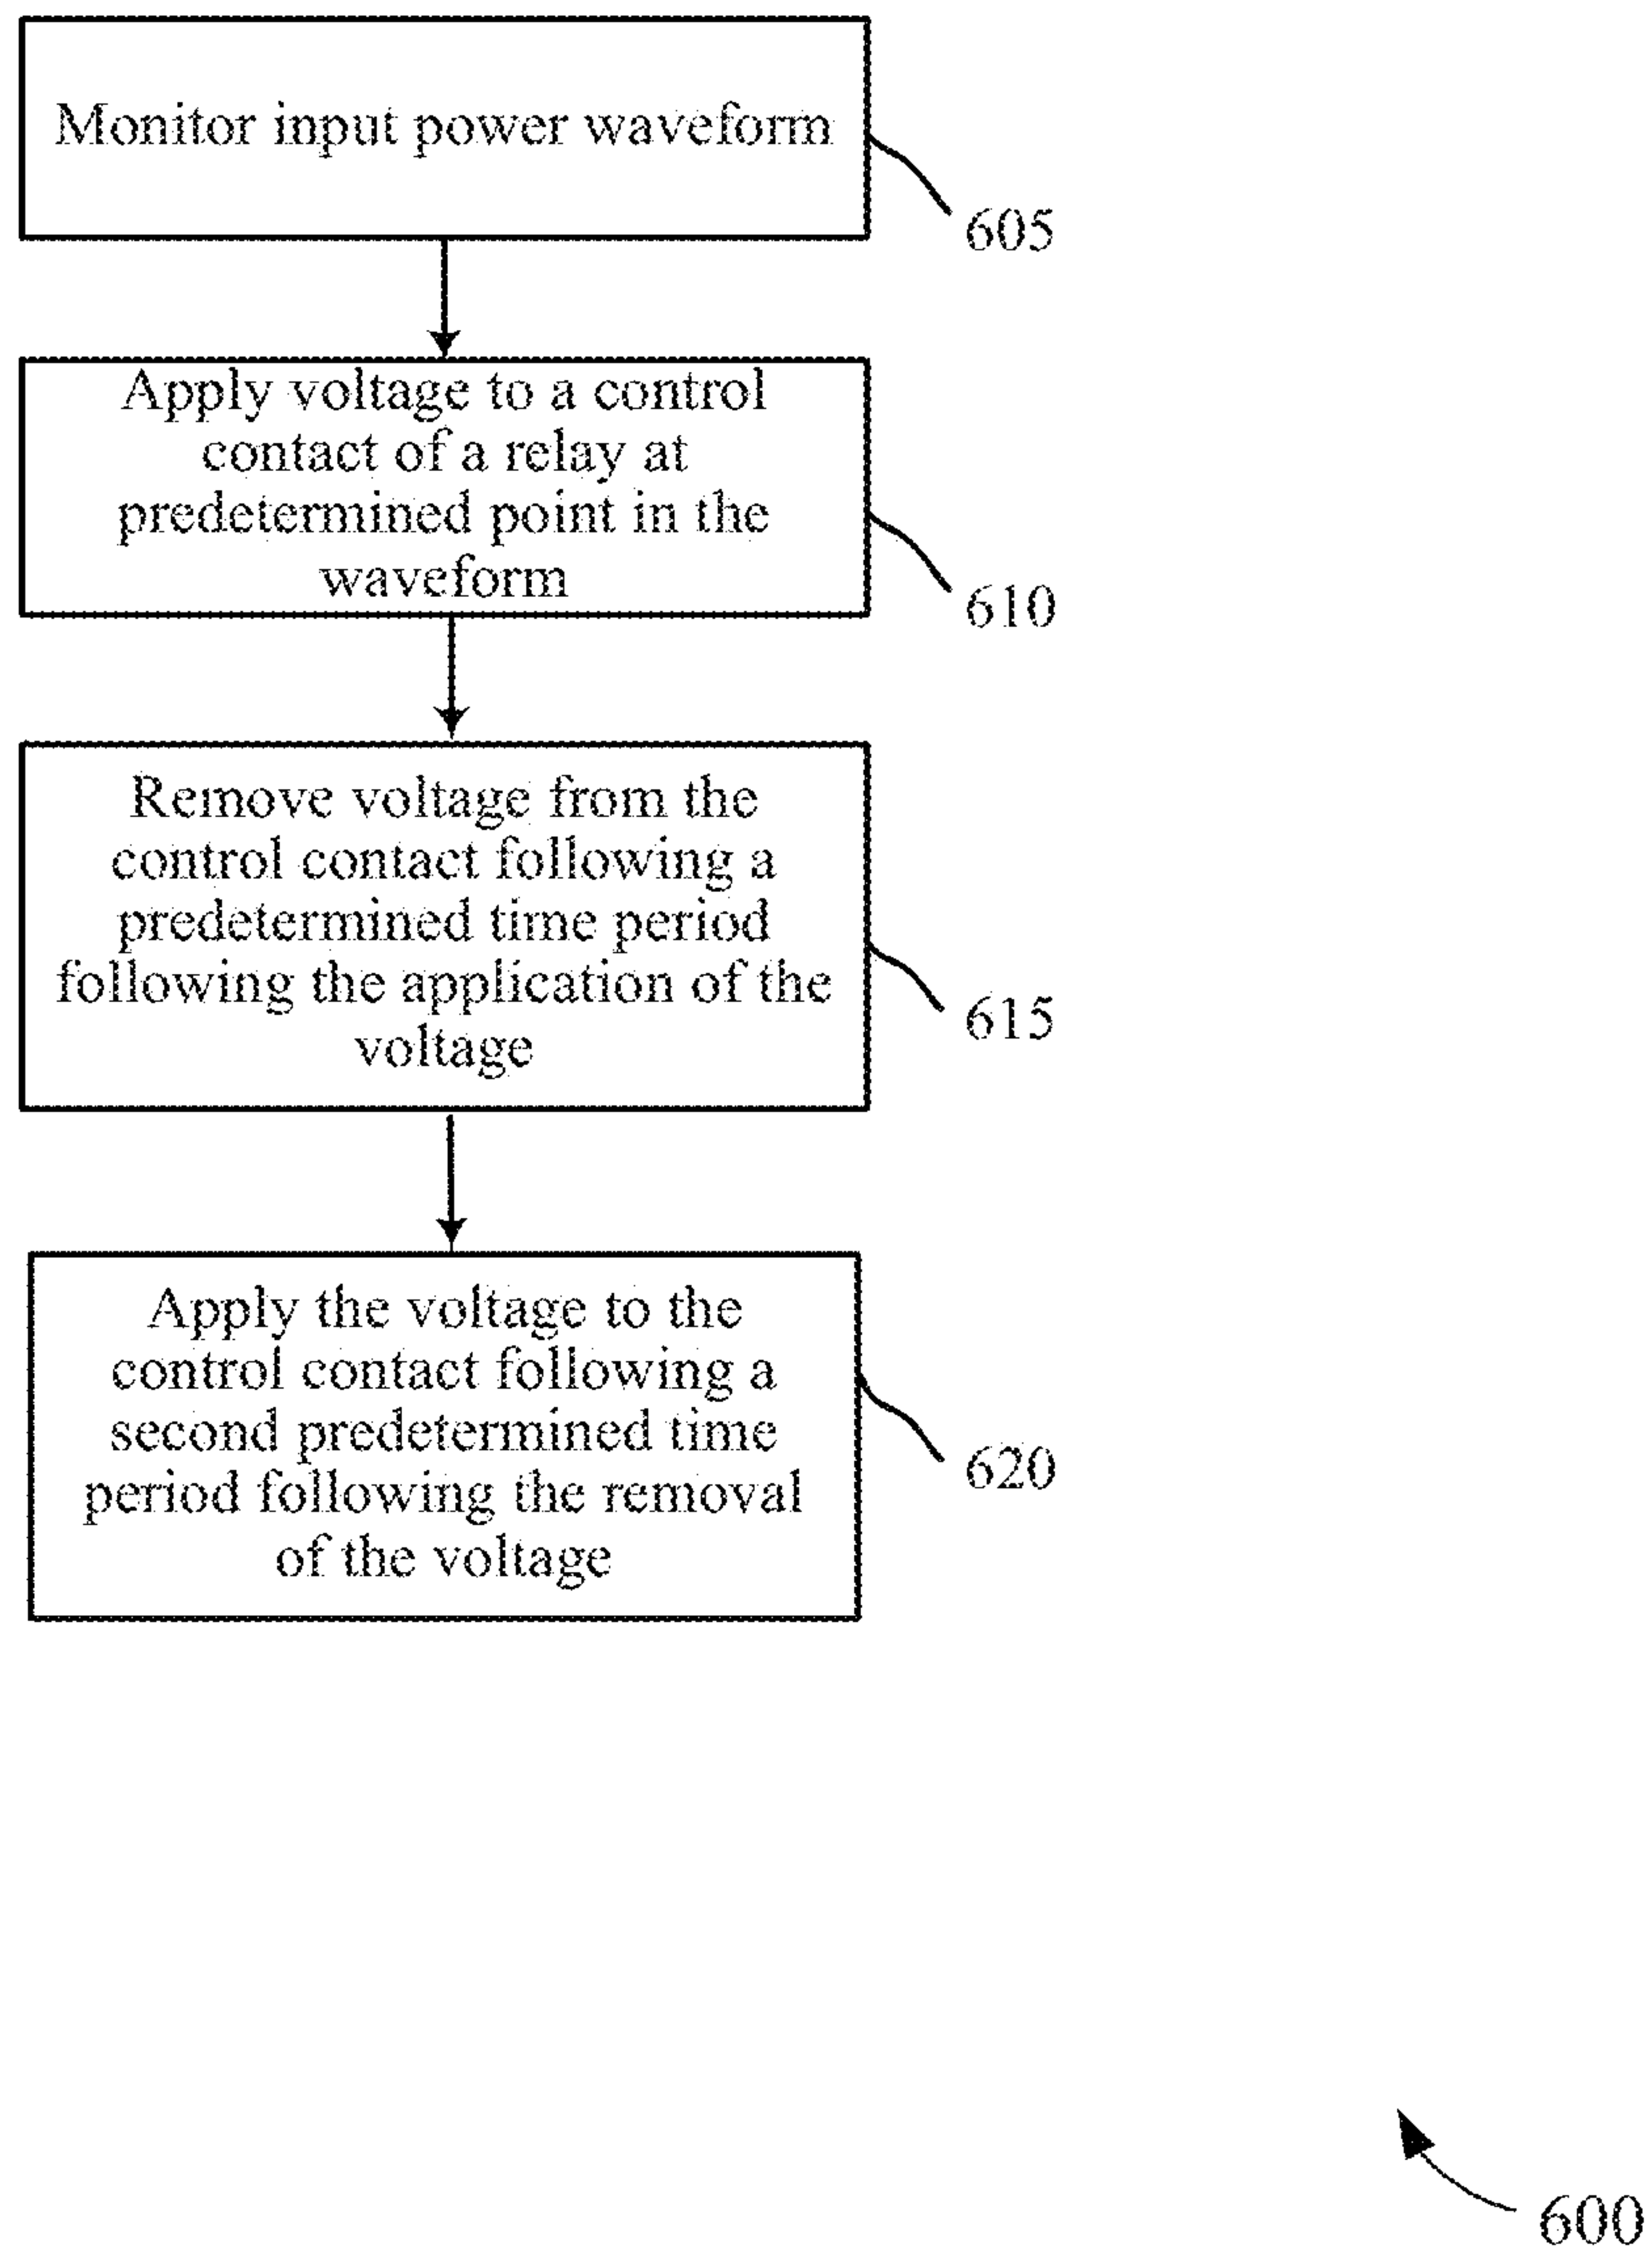 Monitor input power waveform
605
Apply voltage to a control
contact of a relay at
predetermined point in the
waveform
610
Remove voltage from the
control contact following a
predetermined time period
following the application of the
voltage
615
Apply the voltage to the
control contact following a
second predetermined time
period following the removal
of the voltage
620
600